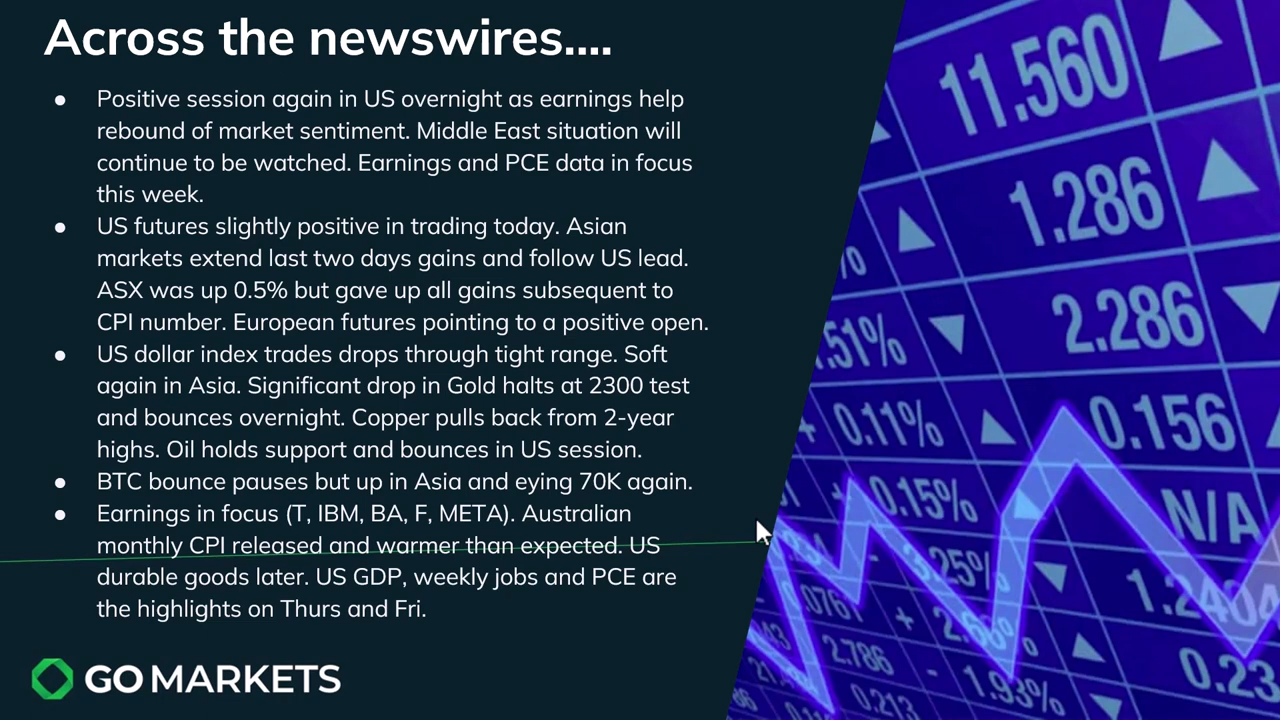 Across the newswires....
● Positive session again in US overnight as earnings help
rebound of market sentiment. Middle East situation will
continue to be watched. Earnings and PCE data in focus
this week.
● US futures slightly positive in trading today. Asian
markets extend last two days gains and follow US lead.
ASX was up 0.5% but gave up all gains subsequent to
CPI number. European futures pointing to a positive open.
● US dollar index trades drops through tight range. Soft
again in Asia. Significant drop in Gold halts at 2300 test
and bounces overnight. Copper pulls back from 2-year
highs. Oil holds support and bounces in US session.
● BTC bounce pauses but up in Asia and eying 70K again.
● Earnings in focus (T, IBM, BA, F, META). Australian
monthly CPI released and warmer than expected. US
durable goods later. US GDP, weekly jobs and PCE are
the highlights on Thurs and Fri.
GO MARKETS
11.560
1.286
2.286
0.11%
0.156
0.15%
N/A
2.786
1.93%
0.213